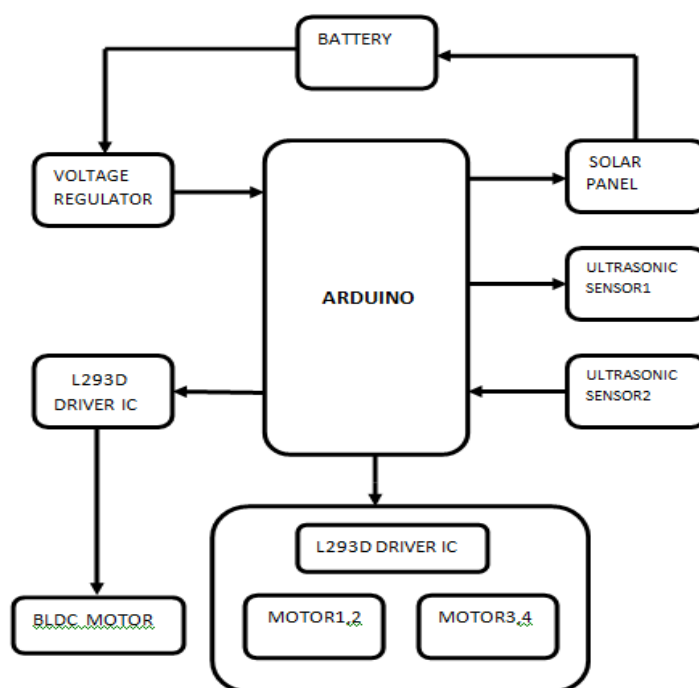 BATTERY
VOLTAGE
REGULATOR
SOLAR
PANEL
ARDUINO
ULTRASONIC
SENSOR1
L293D
DRIVER IC
ULTRASONIC
SENSOR2
L293D DRIVER IC
BLDC MOTOR
MOTOR1,2
MOTOR3,4